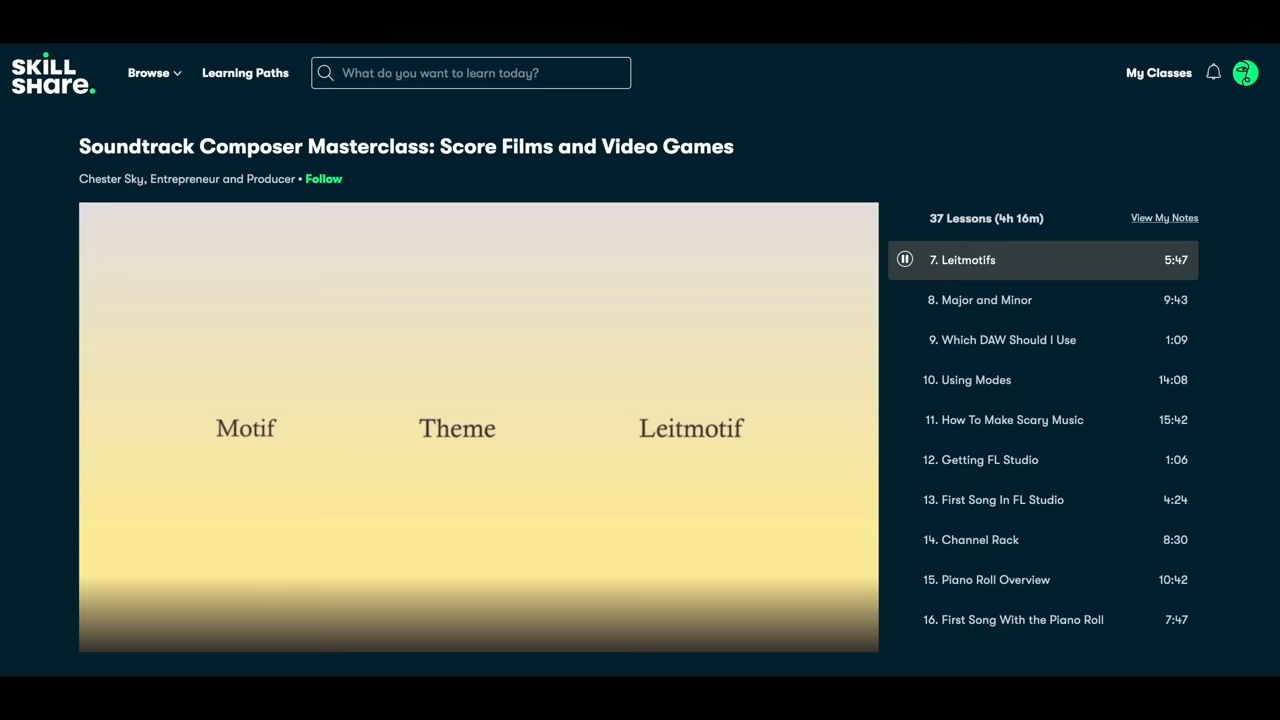 SKILL
SHARE.
Browse
Learning Paths
What do you want to learn today?
My Classes
Soundtrack Composer Masterclass: Score Films and Video Games
Chester Sky, Entrepreneur and Producer • Follow
Motif Theme Leitmotif
37 Lessons (4h 16m) View My Notes
7. Leitmotifs 5:47
8. Major and Minor 9:43
9. Which DAW Should I Use 1:09
10. Using Modes 14:08
11. How To Make Scary Music 15:42
12. Getting FL Studio 1:06
13. First Song In FL Studio 4:24
14. Channel Rack 8:30
15. Piano Roll Overview 10:42
16. First Song WIth the Piano Roll 7:47